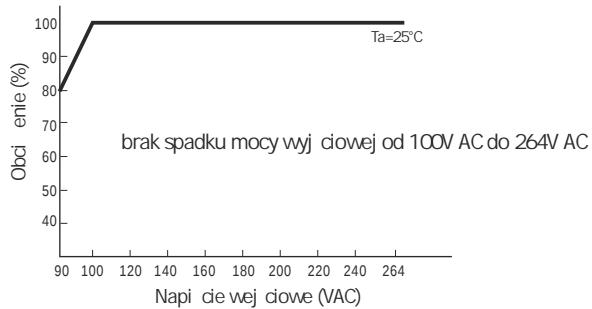 100
Ta=25°C
90
80
70
60
50
40
Obci enie (%)
brak spadku mocy wyj ciowej od 100V AC do 264V AC
90 100 120 140 160 180 200 220 240 264
Napi cie wej ciowe (VAC)